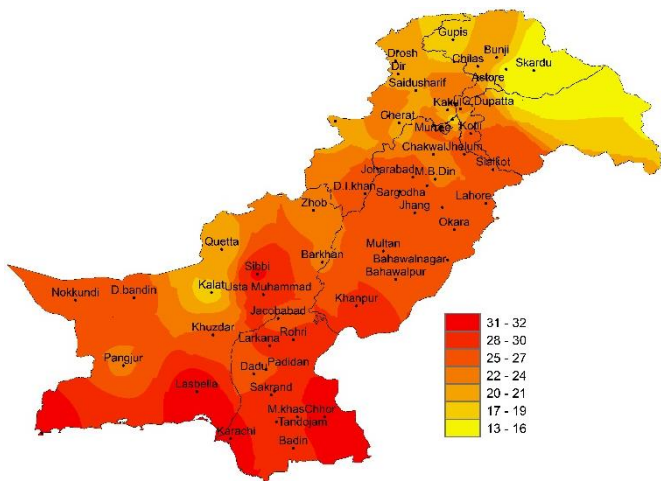 Gupis
Drosh
Dir
Chilas
Bunji
Skardu
Astore
Saidusharif
Kakul
G.Dupatta
Cherat
Murree
Kotli
Chakwal
Jhelum
Sialkot
Joharabad
M.B.Din
D.I.khan
Sargodha
Lahore
Zhob
Jhang
Okara
Quetta
Multan
Barkhan
Bahawalnagar
Sibbi
Bahawalpur
Nokkundi
D.bandin
Kalat
Usta Muhammad
Khanpur
Jacobabad
Khuzdar
Rohri
Larkana
Pangjur
Padidan
Dadu
Lasbella
Sakrand
M.khas
Chhor
Tandojam
Karachi
Badin
31 - 32
28 - 30
25 - 27
22 - 24
20 - 21
17 - 19
13 - 16